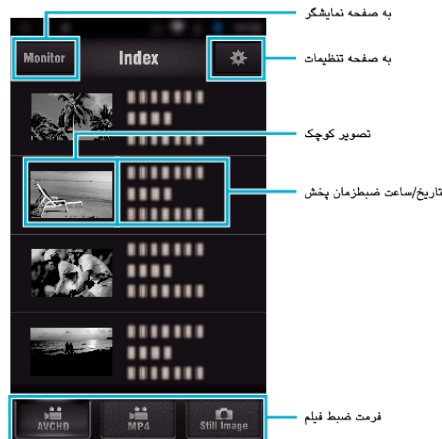 به صفحه نمایشگر
Monitor
Index
به صفحه تنظیمات
تصویر کوچک
تاریخ/ساعت ضبطزمان پخش
AVCHD
MP4
Still Image
فرمت ضبط فیلم